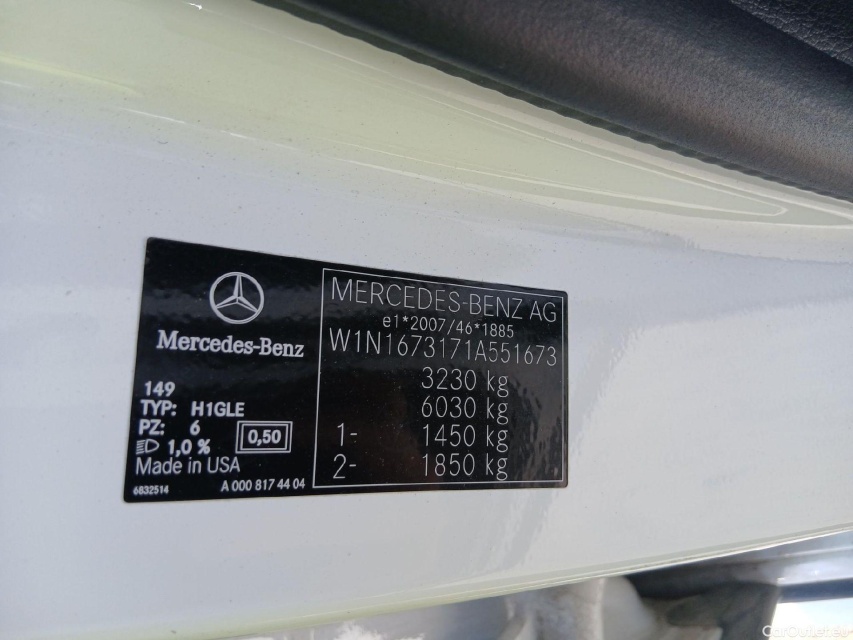 Mercedes-Benz
149
TYP: H1GLE
PZ: 6
1,0 %
0,50
Made in USA
6832514
A 000 817 44 04
MERCEDES-BENZ AG
e1*2007/46*1885
W1N1673171A551673
3230 kg
6030 kg
1- 1450 kg
2- 1850 kg